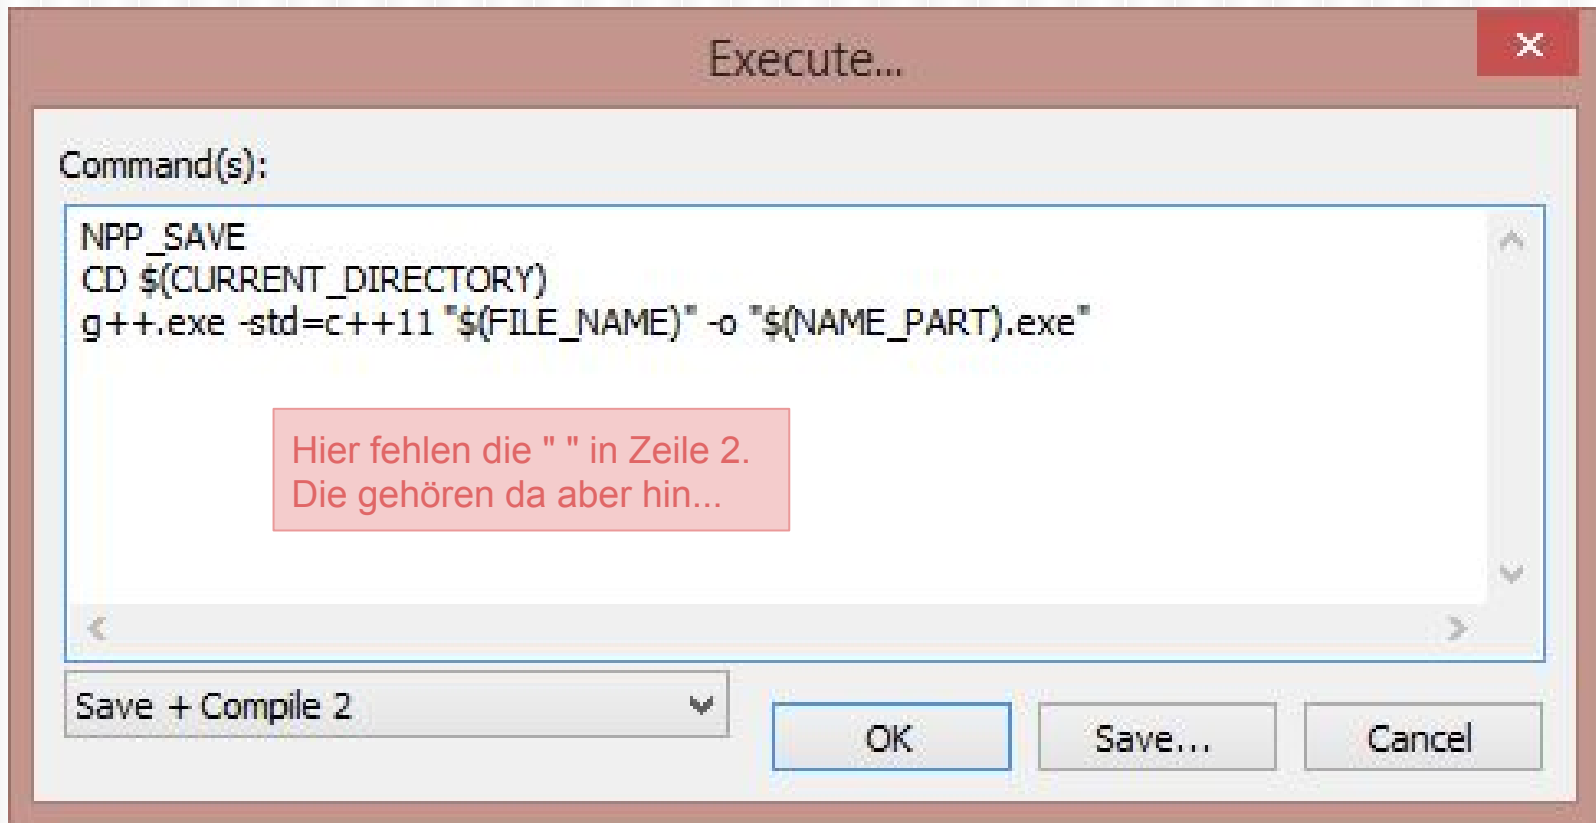 Execute...
Command(s):
NPP_SAVE
CD $(CURRENT_DIRECTORY)
g++.exe -std=c++11 "$(FILE_NAME)" -o "$(NAME_PART).exe"
Hier fehlen die " " in Zeile 2.
Die gehören da aber hin...
Save + Compile 2
OK
Save...
Cancel